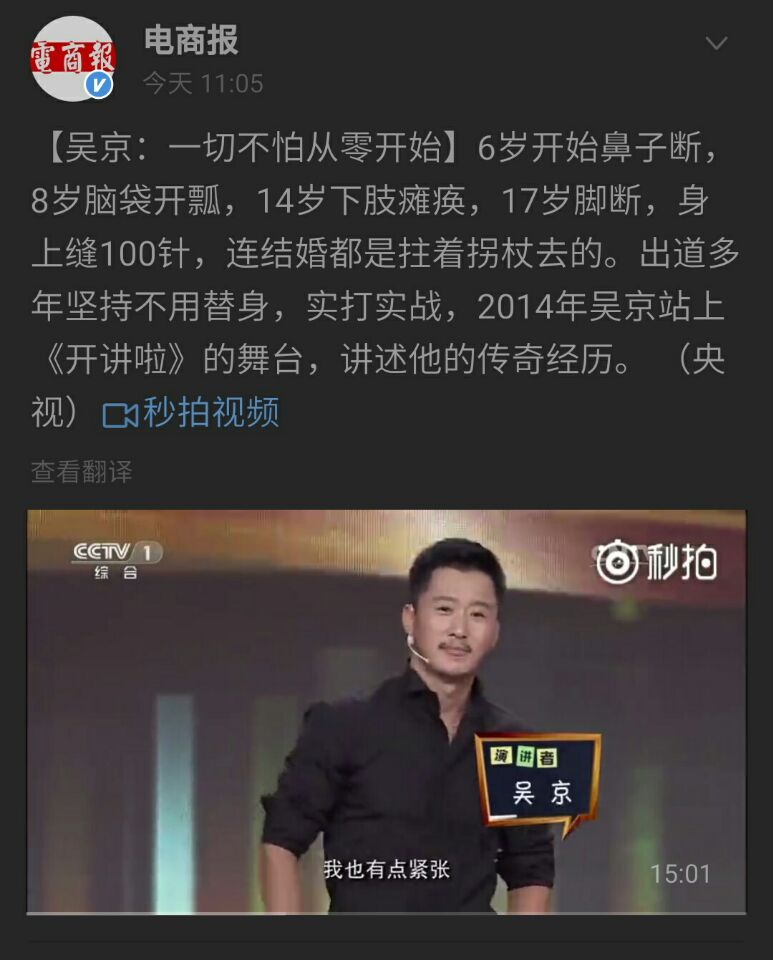 電商報
电商报
今天 11:05
【吴京：一切不怕从零开始】6岁开始鼻子断，
8岁脑袋开瓢，14岁下肢瘫痪，17岁脚断，身
上缝100针，连结婚都是拄着拐杖去的。出道多
年坚持不用替身，实打实战，2014年吴京站上
《开讲啦》的舞台，讲述他的传奇经历。（央
视）秒拍视频
查看翻译
CCTV 1
综合
秒拍
演讲者
吴京
我也有点紧张
15:01